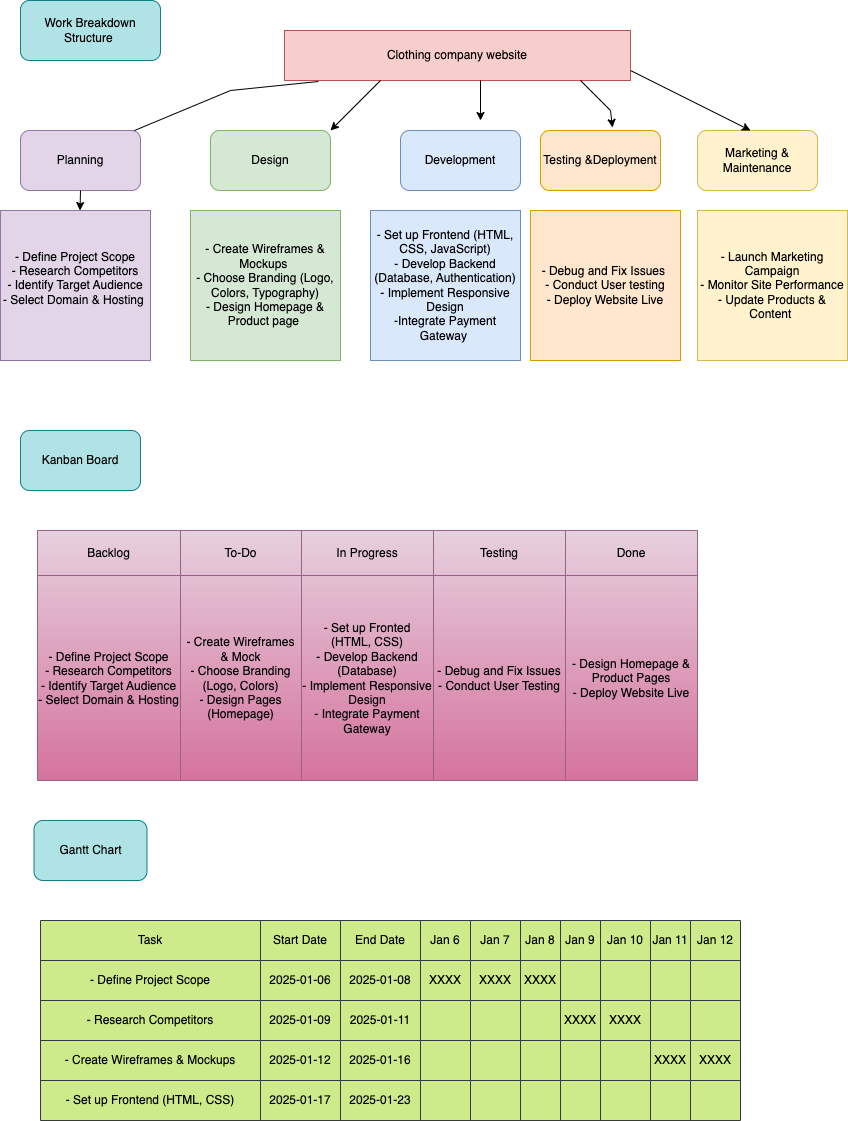 Work Breakdown
Structure
Clothing company website
Planning
Design
Development
Testing &Deployment
Marketing &
Maintenance
- Define Project Scope
- Research Competitors
- Identify Target Audience
- Select Domain & Hosting
- Create Wireframes &
Mockups
- Choose Branding (Logo,
Colors, Typography)
- Design Homepage &
Product page
- Set up Frontend (HTML,
CSS, JavaScript)
- Develop Backend
(Database, Authentication)
- Implement Responsive
Design
-Integrate Payment
Gateway
- Debug and Fix Issues
- Conduct User testing
- Deploy Website Live
- Launch Marketing
Campaign
- Monitor Site Performance
- Update Products &
Content
Kanban Board
Backlog
To-Do
In Progress
Testing
Done
- Define Project Scope
- Research Competitors
- Identify Target Audience
- Select Domain & Hosting
- Create Wireframes
& Mock
- Choose Branding
(Logo, Colors)
- Design Pages
(Homepage)
- Set up Fronted
(HTML, CSS)
- Develop Backend
(Database)
- Implement Responsive
Design
- Integrate Payment
Gateway
- Debug and Fix Issues
- Conduct User Testing
- Design Homepage &
Product Pages
- Deploy Website Live
Gantt Chart
Task Start Date End Date Jan 6 Jan 7 Jan 8 Jan 9 Jan 10 Jan 11 Jan 12
- Define Project Scope 2025-01-06 2025-01-08 XXXX XXXX XXXX
- Research Competitors 2025-01-09 2025-01-11 XXXX XXXX
- Create Wireframes & Mockups 2025-01-12 2025-01-16 XXXX XXXX
- Set up Frontend (HTML, CSS) 2025-01-17 2025-01-23